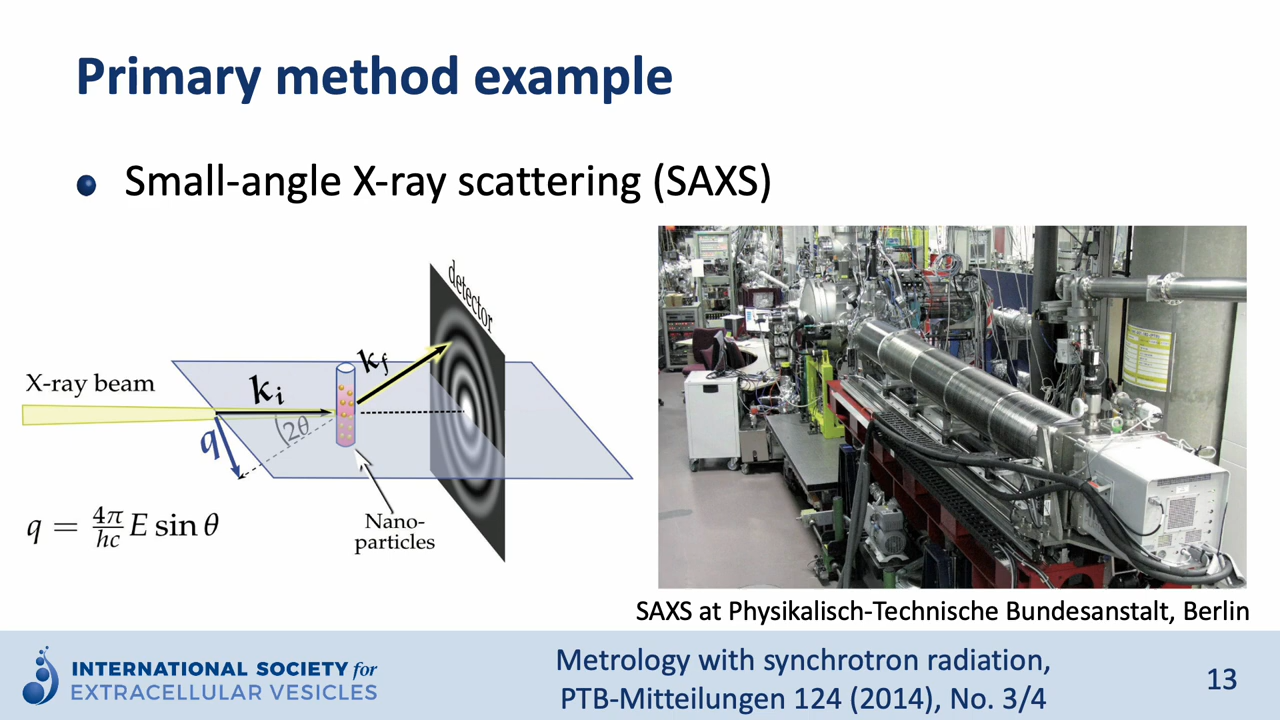 Primary method example
Small-angle X-ray scattering (SAXS)
detector
X-ray beam
k i
k f
2θ
q
q = 4π/hc E sin θ
Nano-
particles
SAXS at Physikalisch-Technische Bundesanstalt, Berlin
INTERNATIONAL SOCIETY for
EXTRACELLULAR VESICLES
Metrology with synchrotron radiation,
PTB-Mitteilungen 124 (2014), No. 3/4
13